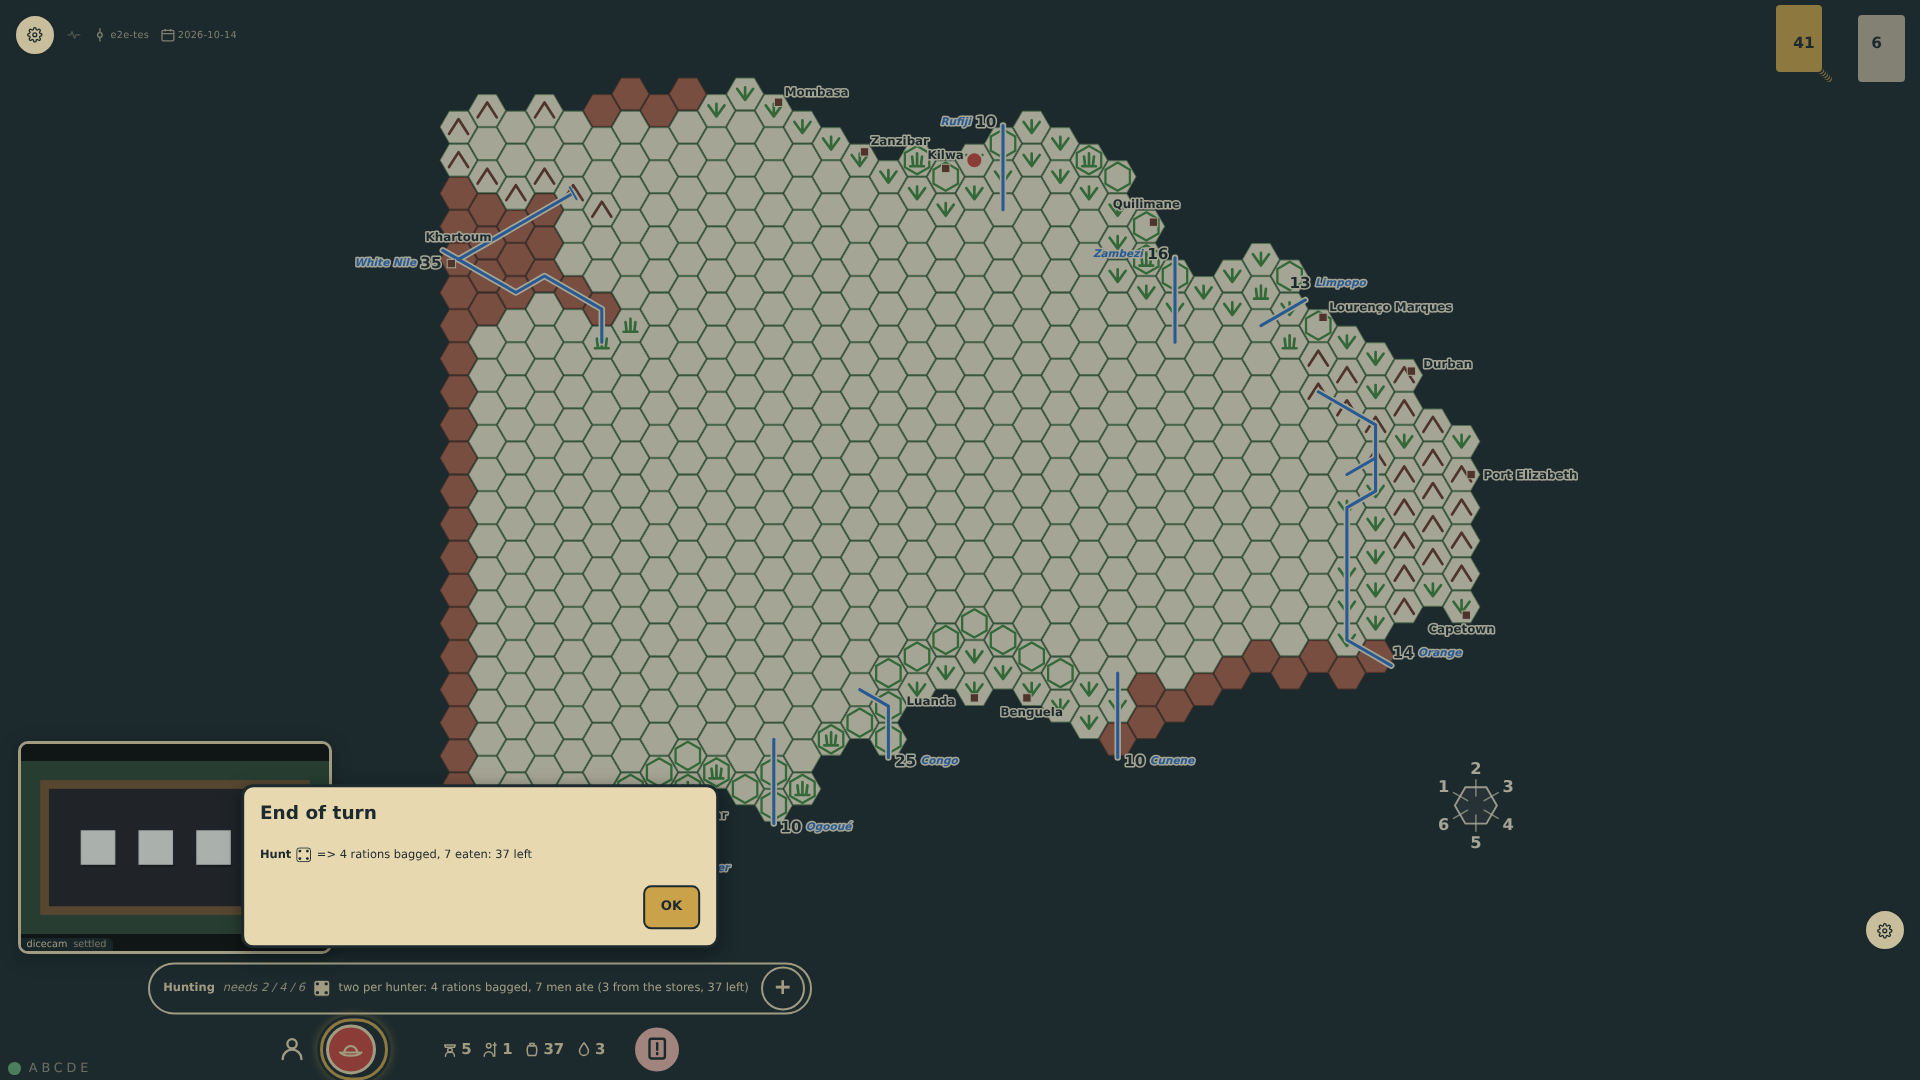 e2e-tes 2026-10-14
41
6
Mombasa
Rufiji 10
Zanzibar
Kilwa
Quilimane
Khartoum
White Nile 35
Zambezi 16
13 Limpopo
Lourenço Marques
Durban
Port Elizabeth
Capetown
14 Orange
Luanda
Benguela
25 Congo
10 Cunene
10 Ogooué
2
1
3
6
4
5
End of turn
Hunt => 4 rations bagged, 7 eaten: 37 left
OK
dicecam settled
Hunting needs 2 / 4 / 6 two per hunter: 4 rations bagged, 7 men ate (3 from the stores, 37 left) +
5 1 37 3
A B C D E